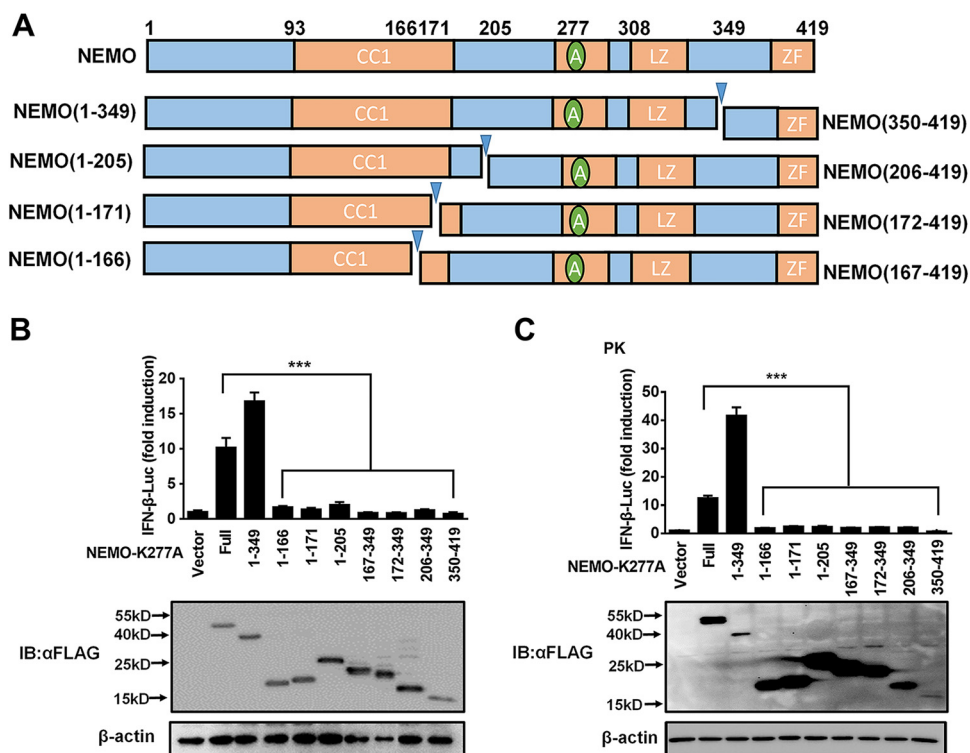 A
1 93 166 171 205 277 308 349 419
NEMO CC1 A LZ ZF
NEMO(1-349) CC1 A LZ ZF NEMO(350-419)
NEMO(1-205) CC1 A LZ ZF NEMO(206-419)
NEMO(1-171) CC1 A LZ ZF NEMO(172-419)
NEMO(1-166) CC1 A LZ ZF NEMO(167-419)
B
IFN-β-Luc (fold induction)
20
15
10
5
0
***
NEMO-K277A
Vector
Full
1-349
1-166
1-171
1-205
167-349
172-349
206-349
350-419
55kD
40kD
25kD
15kD
IB:αFLAG
β-actin
C
PK
IFN-β-Luc (fold induction)
50
40
30
20
10
0
***
NEMO-K277A
Vector
Full
1-349
1-166
1-171
1-205
167-349
172-349
206-349
350-419
55kD
40kD
25kD
15kD
IB:αFLAG
β-actin